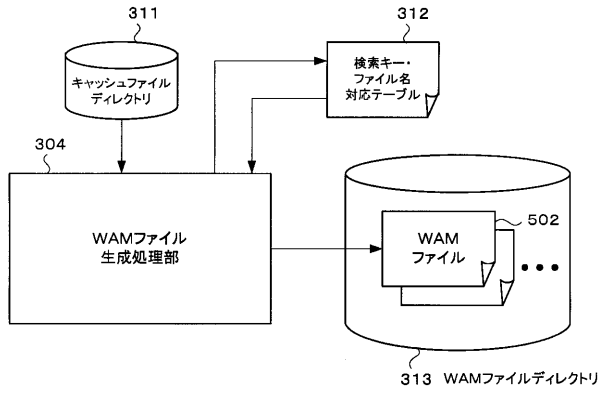 311
キャッシュファイル
ディレクトリ
312
検索キー・
ファイル名
対応テーブル
304
WAMファイル
生成処理部
502
WAM
ファイル
•••
313 WAMファイルディレクトリ